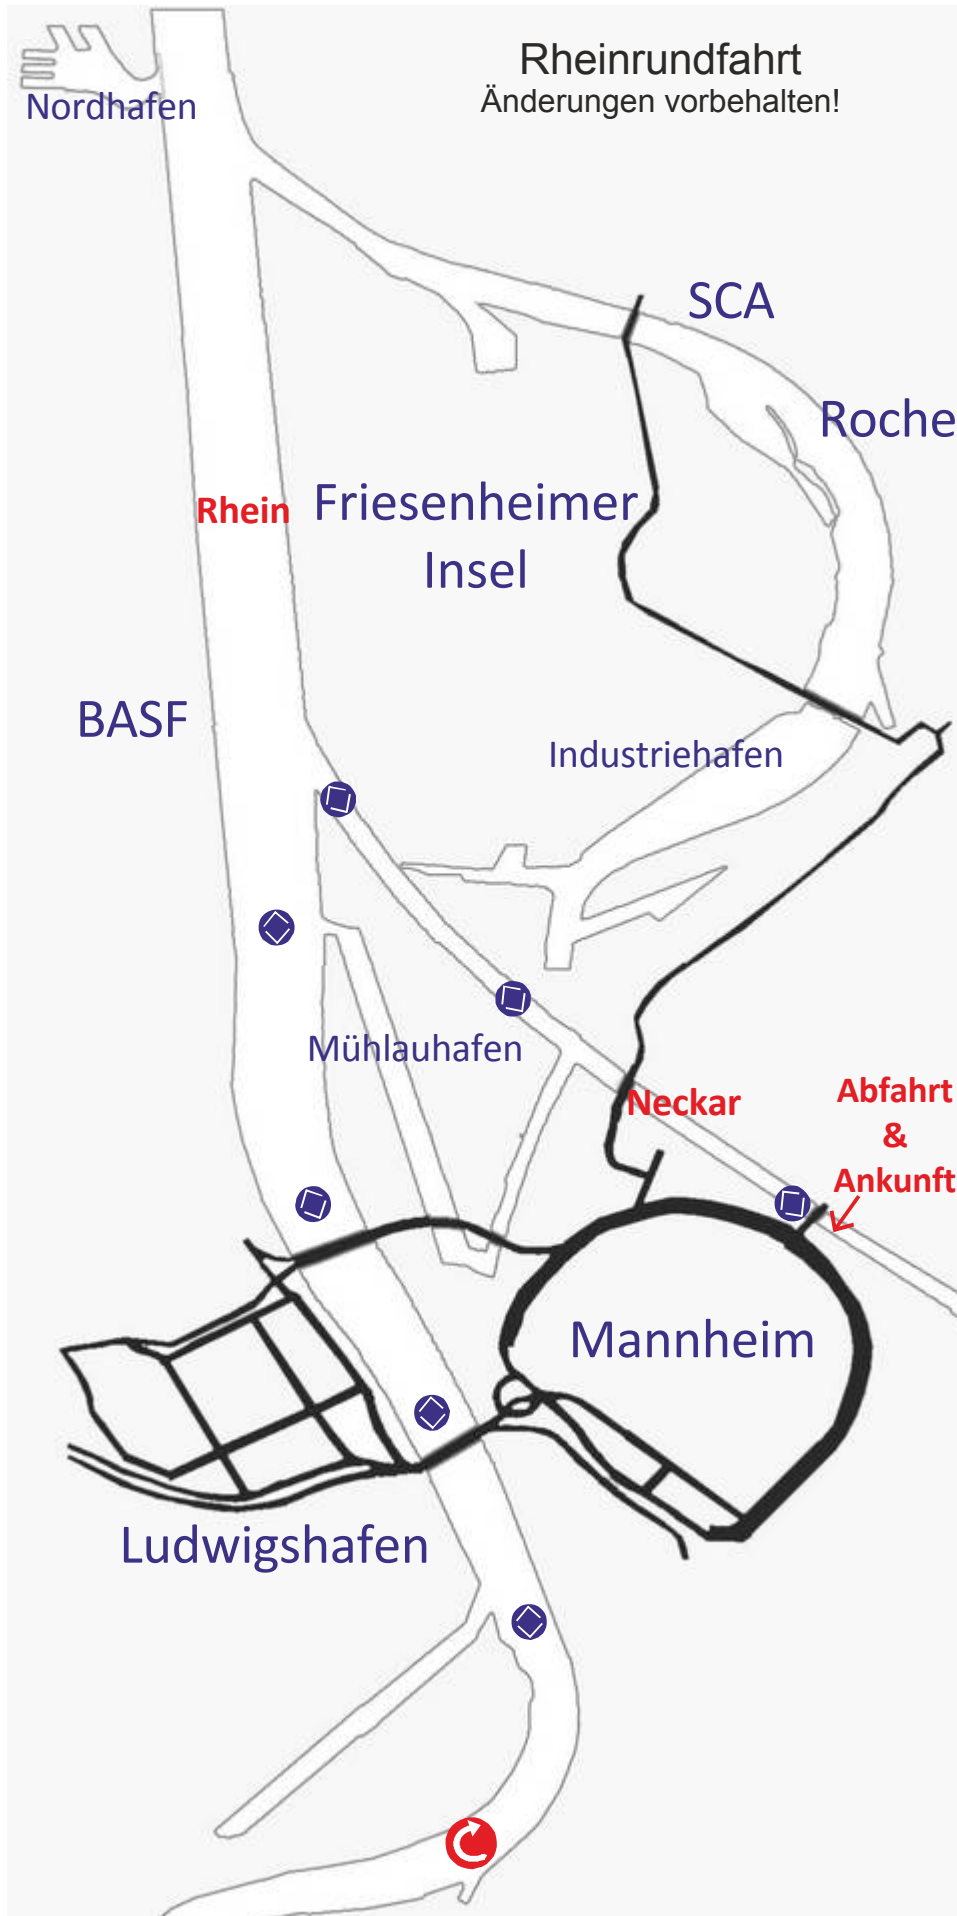 Rheinrundfahrt
Änderungen vorbehalten!
Nordhafen
SCA
Roche
Rhein
Friesenheimer
Insel
BASF
Industriehafen
Mühlauhafen
Neckar
Abfahrt
&
Ankunft
Mannheim
Ludwigshafen